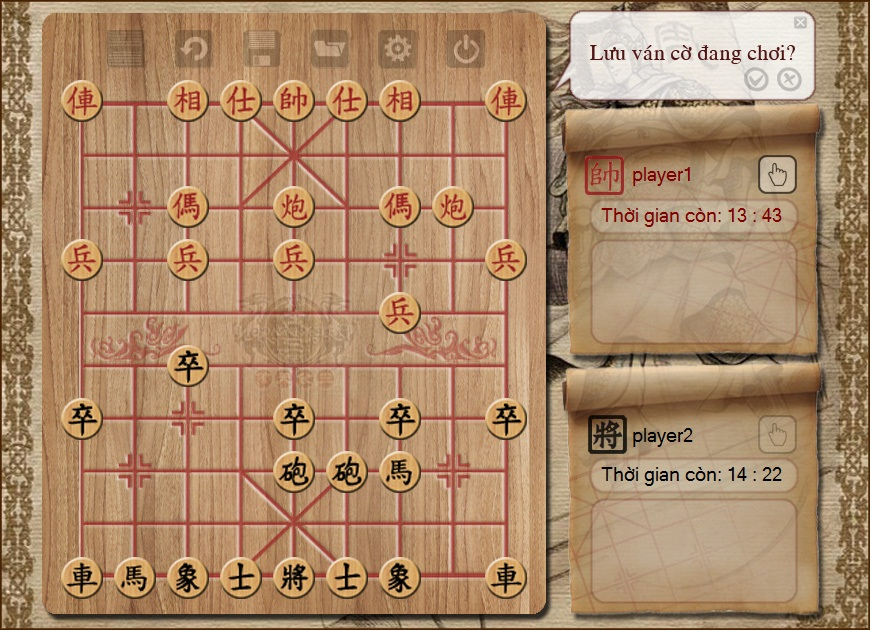 Lưu ván cờ đang chơi?
俥 相 仕 帥 仕 相 俥
傌 炮 傌 炮
兵 兵 兵 兵
兵
卒
卒 卒 卒 卒
砲 砲 馬
車 馬 象 士 將 士 象 車
帥 player1
Thời gian còn: 13 : 43
將 player2
Thời gian còn: 14 : 22